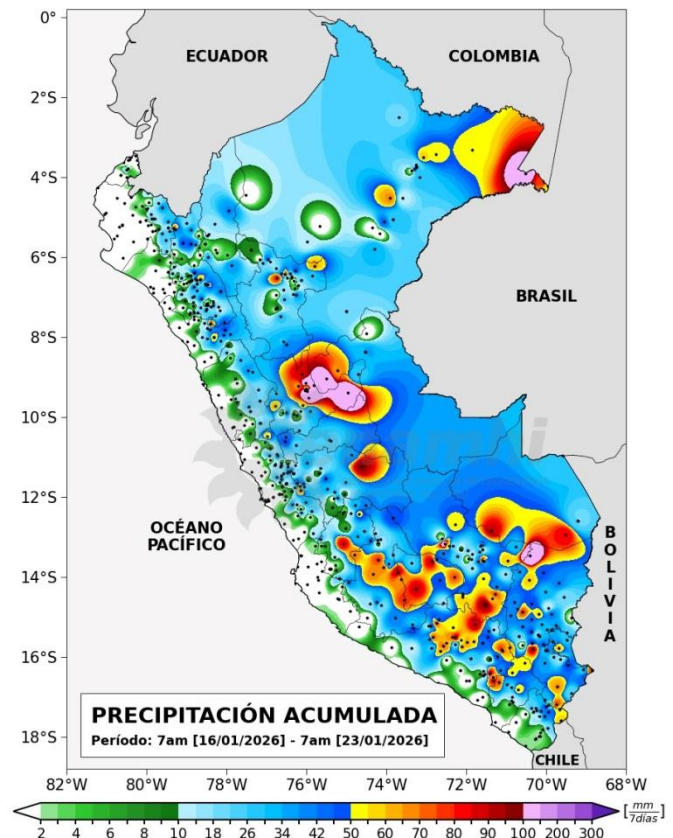 0°
ECUADOR
COLOMBIA
2°S
4°S
6°S
BRASIL
8°S
10°S
12°S
OCÉANO
PACÍFICO
BOLIVIA
14°S
16°S
PRECIPITACIÓN ACUMULADA
Período: 7am [16/01/2026] - 7am [23/01/2026]
18°S
CHILE
82°W 80°W 78°W 76°W 74°W 72°W 70°W 68°W
2 4 6 8 10 18 26 34 42 50 60 70 80 90 100 200 300 [mm/7días]